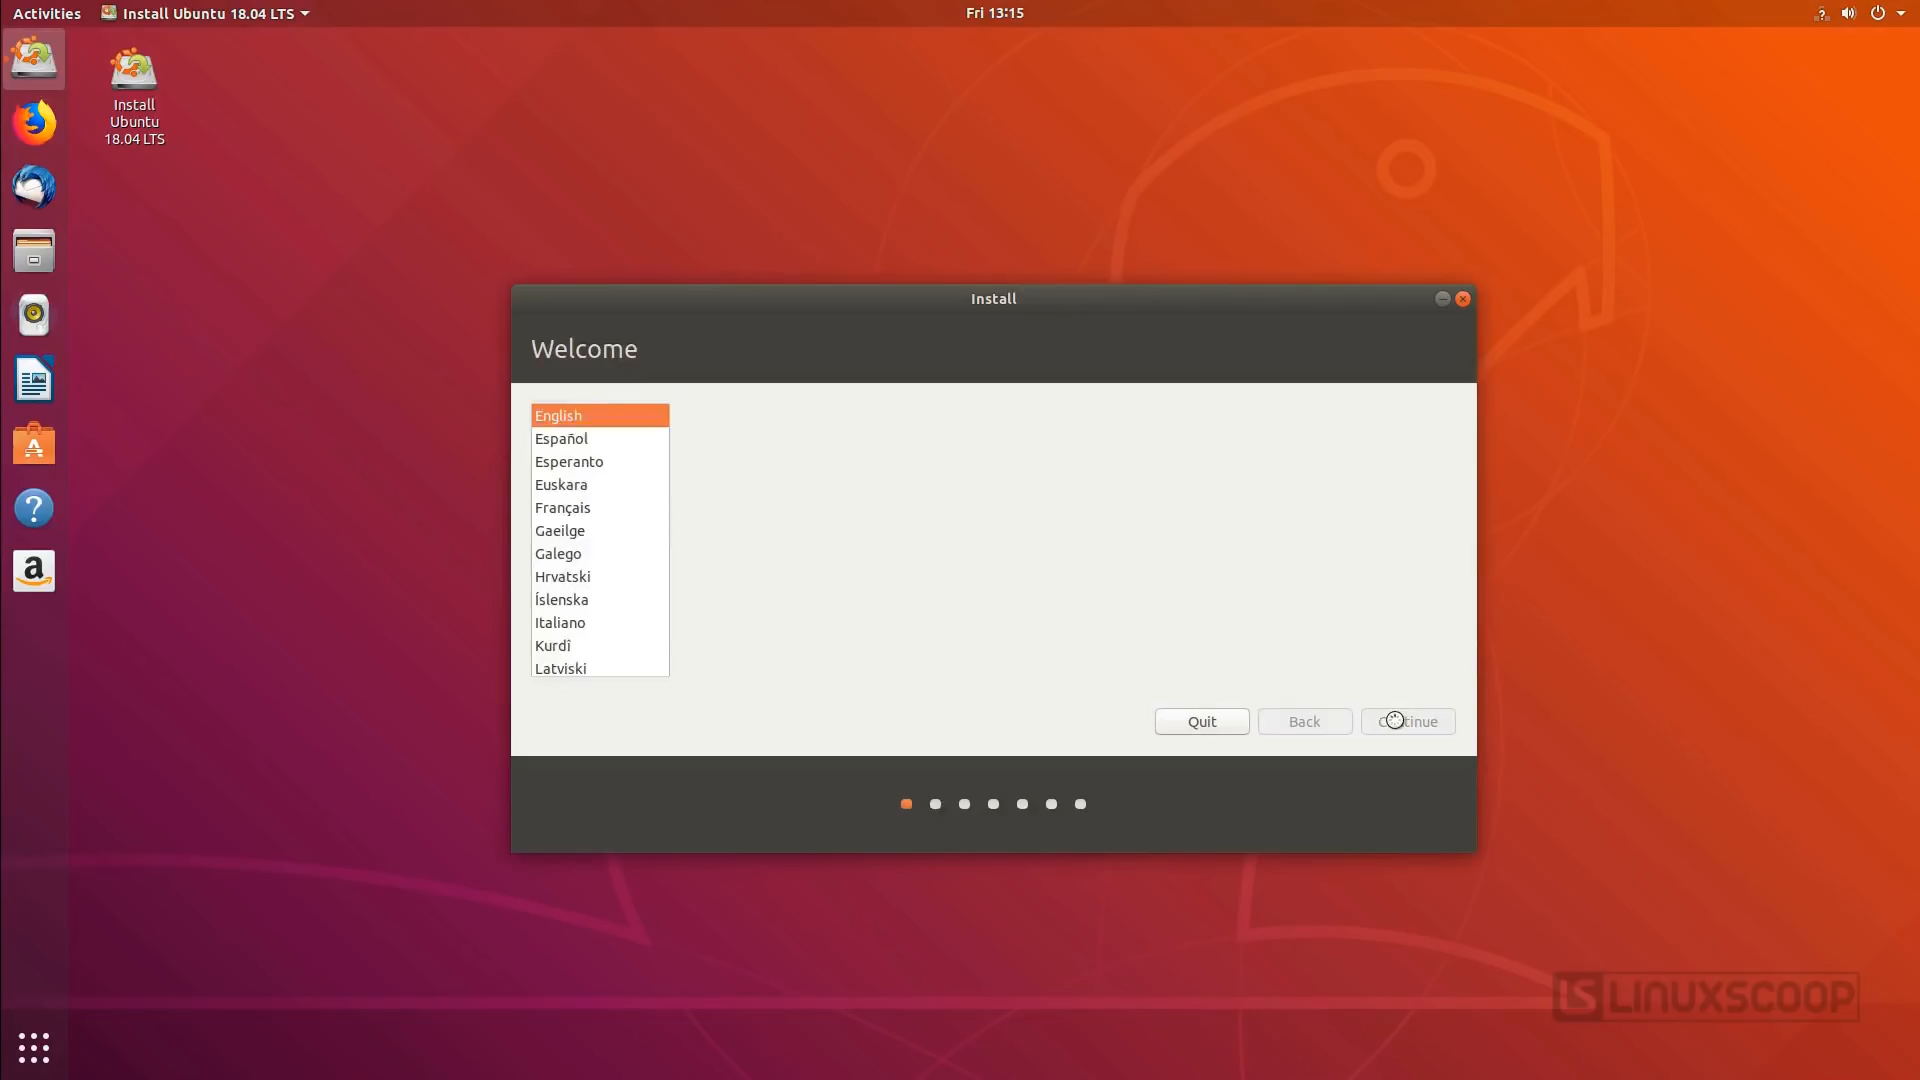 Activities
Install Ubuntu 18.04 LTS
Fri 13:15
?
Install
Ubuntu
18.04 LTS
A
?
a
Install
Welcome
English
Español
Esperanto
Euskara
Français
Gaeilge
Galego
Hrvatski
Íslenska
Italiano
Kurdî
Latviski
Quit
Back
LS LINUXSCOOP